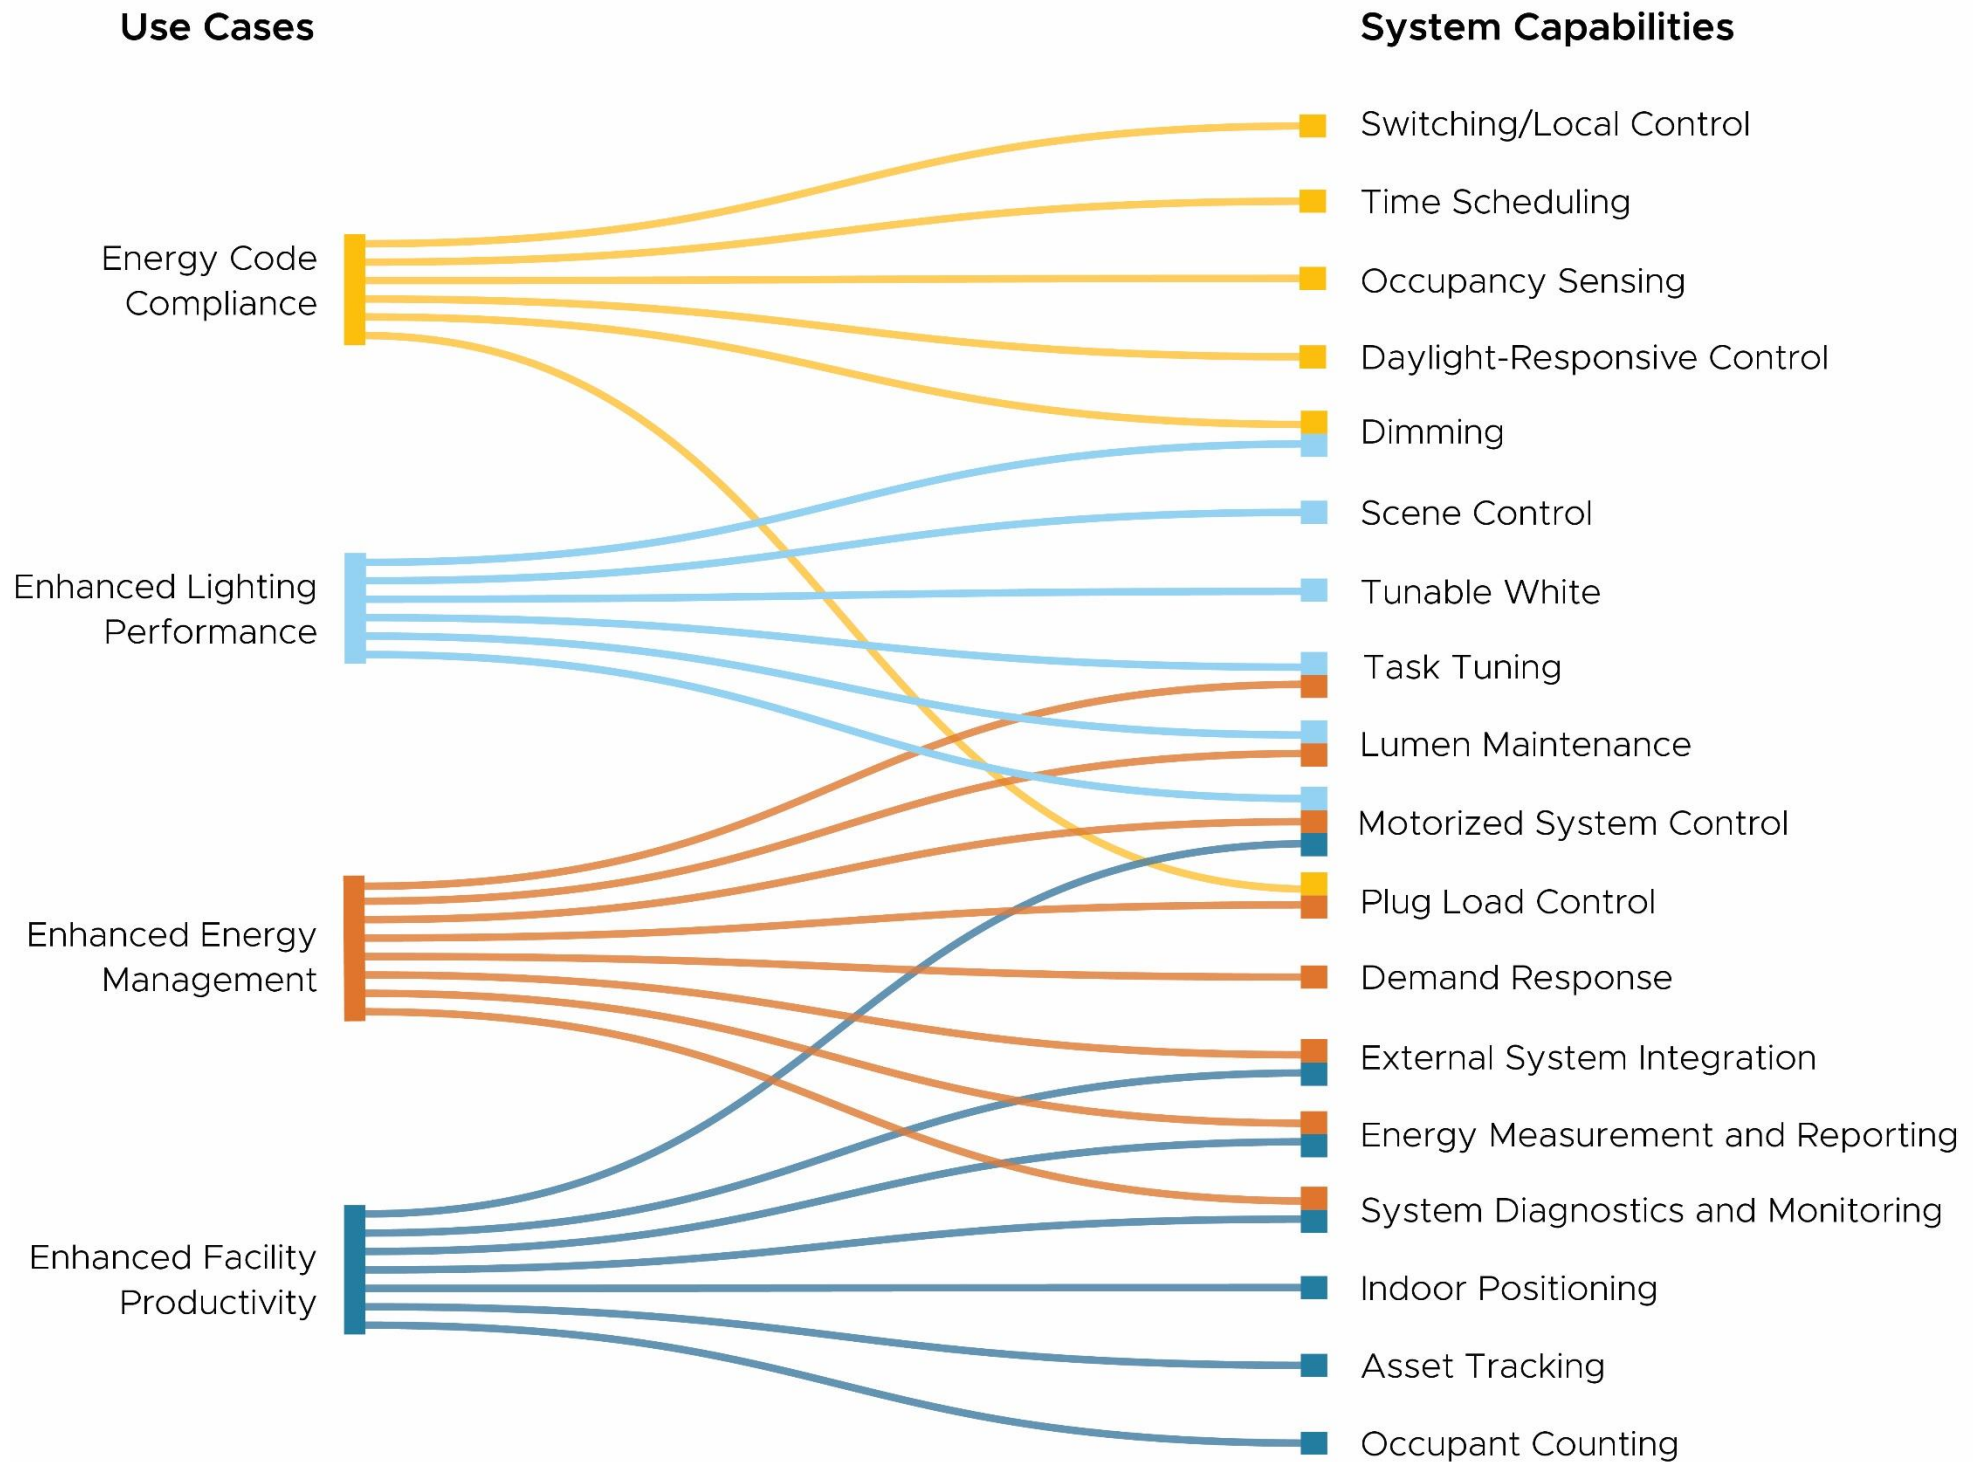 Use Cases
System Capabilities
Energy Code
Compliance
Enhanced Lighting
Performance
Enhanced Energy
Management
Enhanced Facility
Productivity
Switching/Local Control
Time Scheduling
Occupancy Sensing
Daylight-Responsive Control
Dimming
Scene Control
Tunable White
Task Tuning
Lumen Maintenance
Motorized System Control
Plug Load Control
Demand Response
External System Integration
Energy Measurement and Reporting
System Diagnostics and Monitoring
Indoor Positioning
Asset Tracking
Occupant Counting